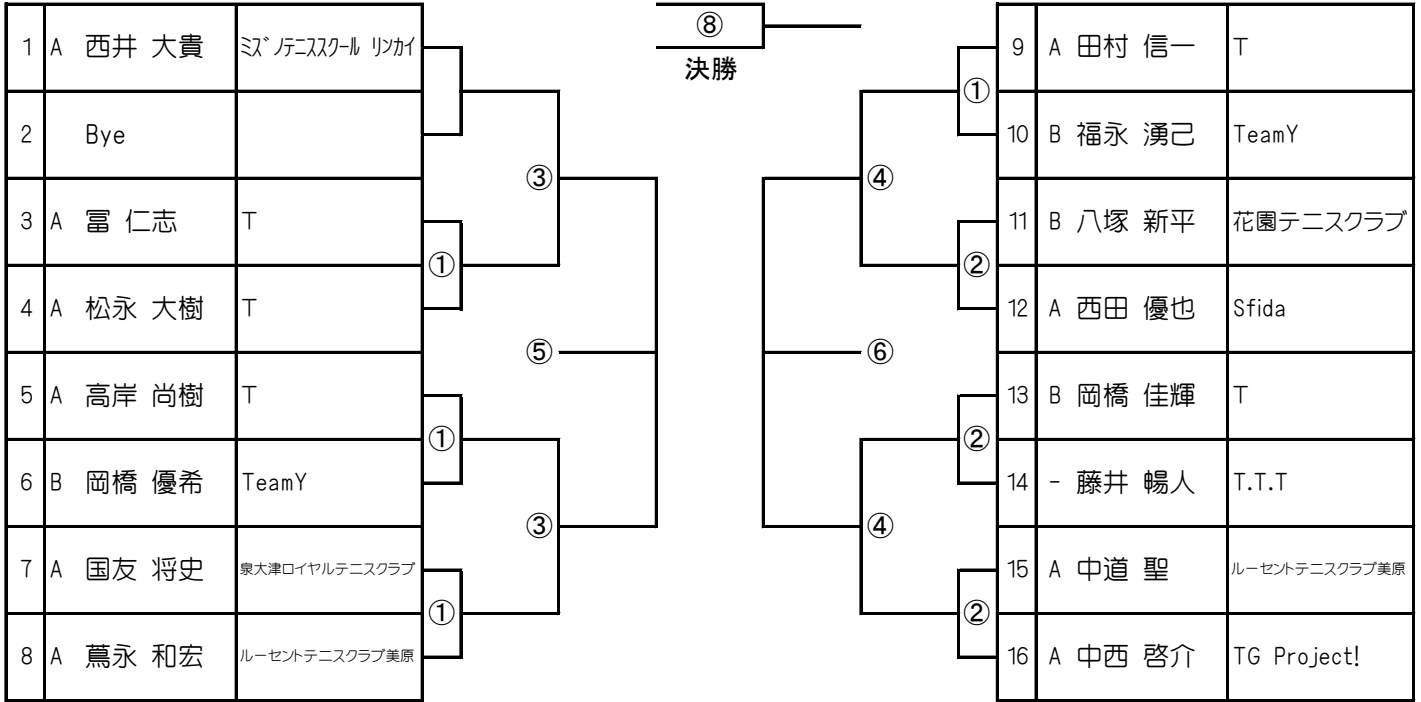 1 A 西井 大貴 ミズノテニススクール リンカイ
2 Bye
3 A 冨 仁志 T
4 A 松永 大樹 T
5 A 高岸 尚樹 T
6 B 岡橋 優希 TeamY
7 A 国友 将史 泉大津ロイヤルテニスクラブ
8 A 蔦永 和宏 ルーセントテニスクラブ美原
①
①
①
③
③
⑤
⑧
決勝
⑥
④
④
①
②
②
②
9 A 田村 信一 T
10 B 福永 湧己 TeamY
11 B 八塚 新平 花園テニスクラブ
12 A 西田 優也 Sfida
13 B 岡橋 佳輝 T
14 - 藤井 暢人 T.T.T
15 A 中道 聖 ルーセントテニスクラブ美原
16 A 中西 啓介 TG Project!